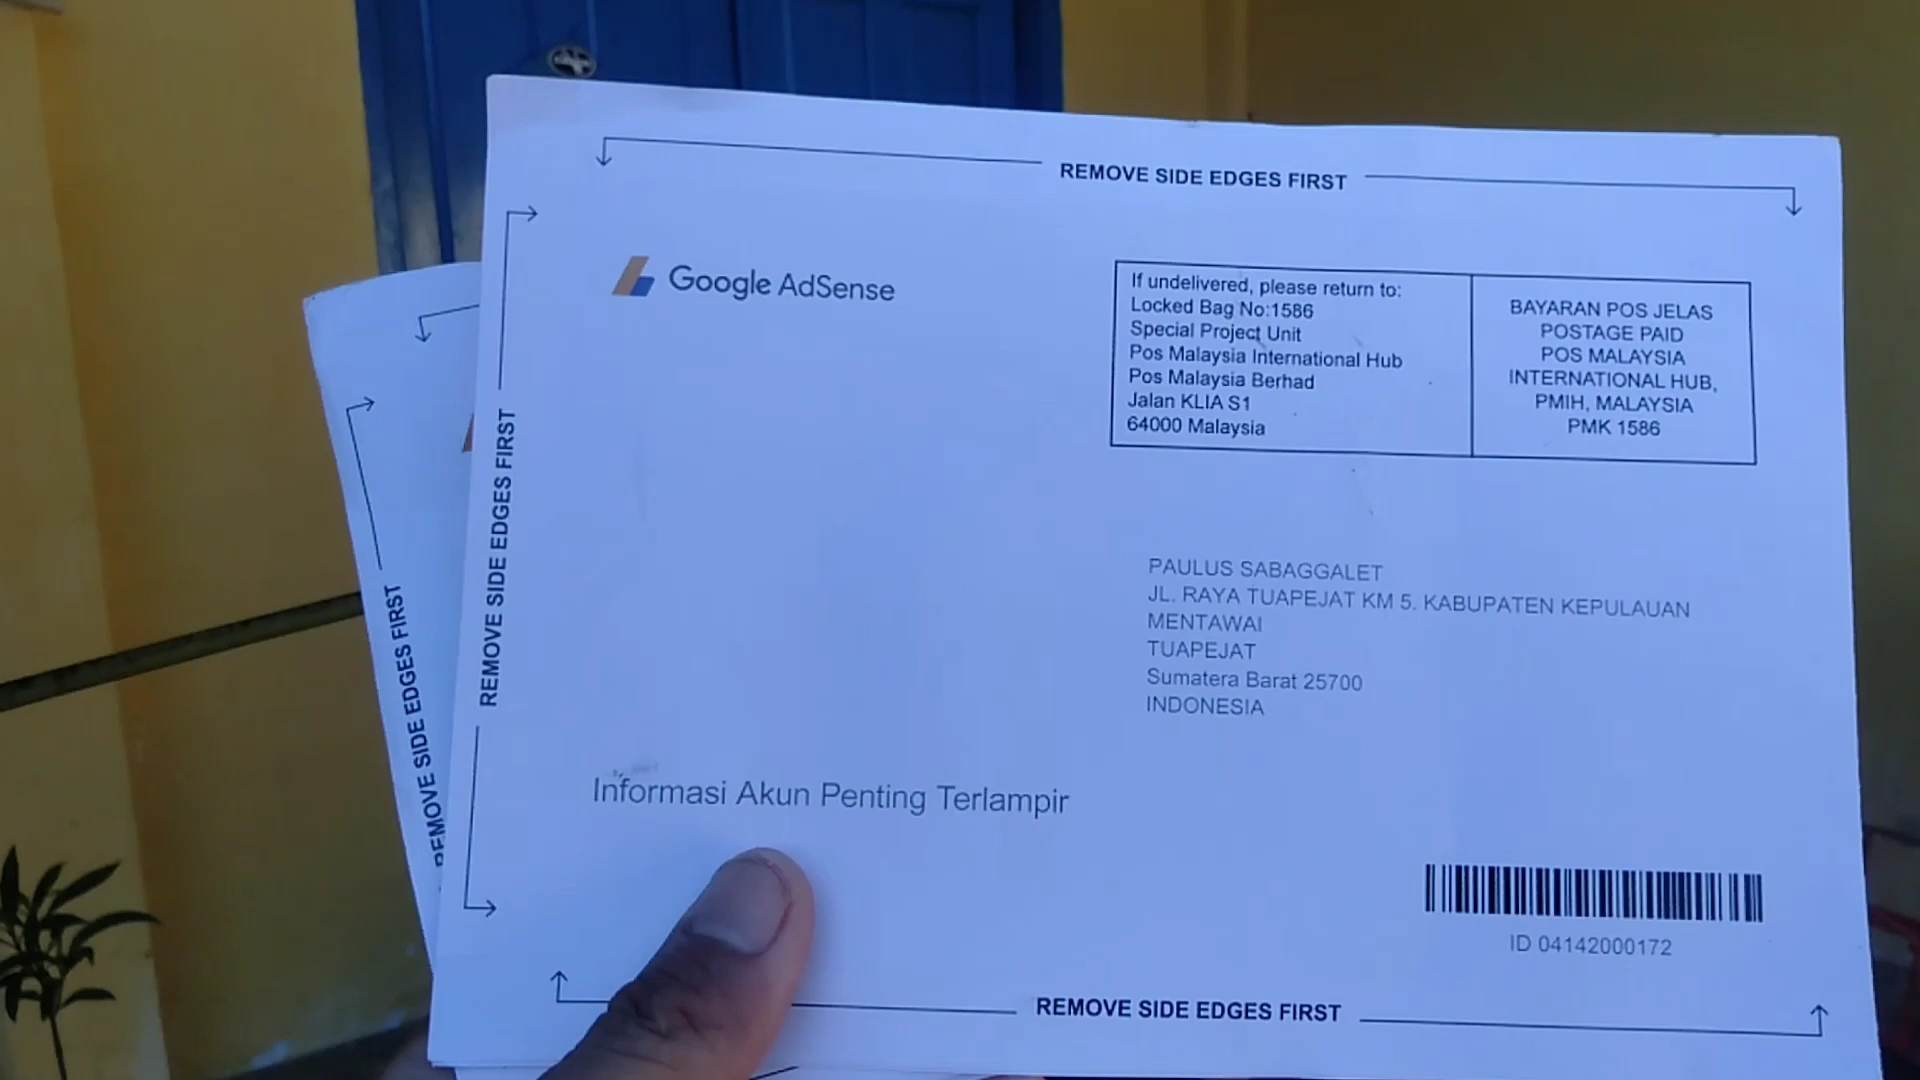 REMOVE SIDE EDGES FIRST
Google AdSense
If undelivered, please return to:
Locked Bag No:1586
Special Project Unit
Pos Malaysia International Hub
Pos Malaysia Berhad
Jalan KLIA S1
64000 Malaysia
BAYARAN POS JELAS
POSTAGE PAID
POS MALAYSIA
INTERNATIONAL HUB,
PMIH, MALAYSIA
PMK 1586
REMOVE SIDE EDGES FIRST
REMOVE SIDE EDGES FIRST
PAULUS SABAGGALET
JL. RAYA TUAPEJAT KM 5. KABUPATEN KEPULAUAN
MENTAWAI
TUAPEJAT
Sumatera Barat 25700
INDONESIA
Informasi Akun Penting Terlampir
ID 04142000172
REMOVE SIDE EDGES FIRST